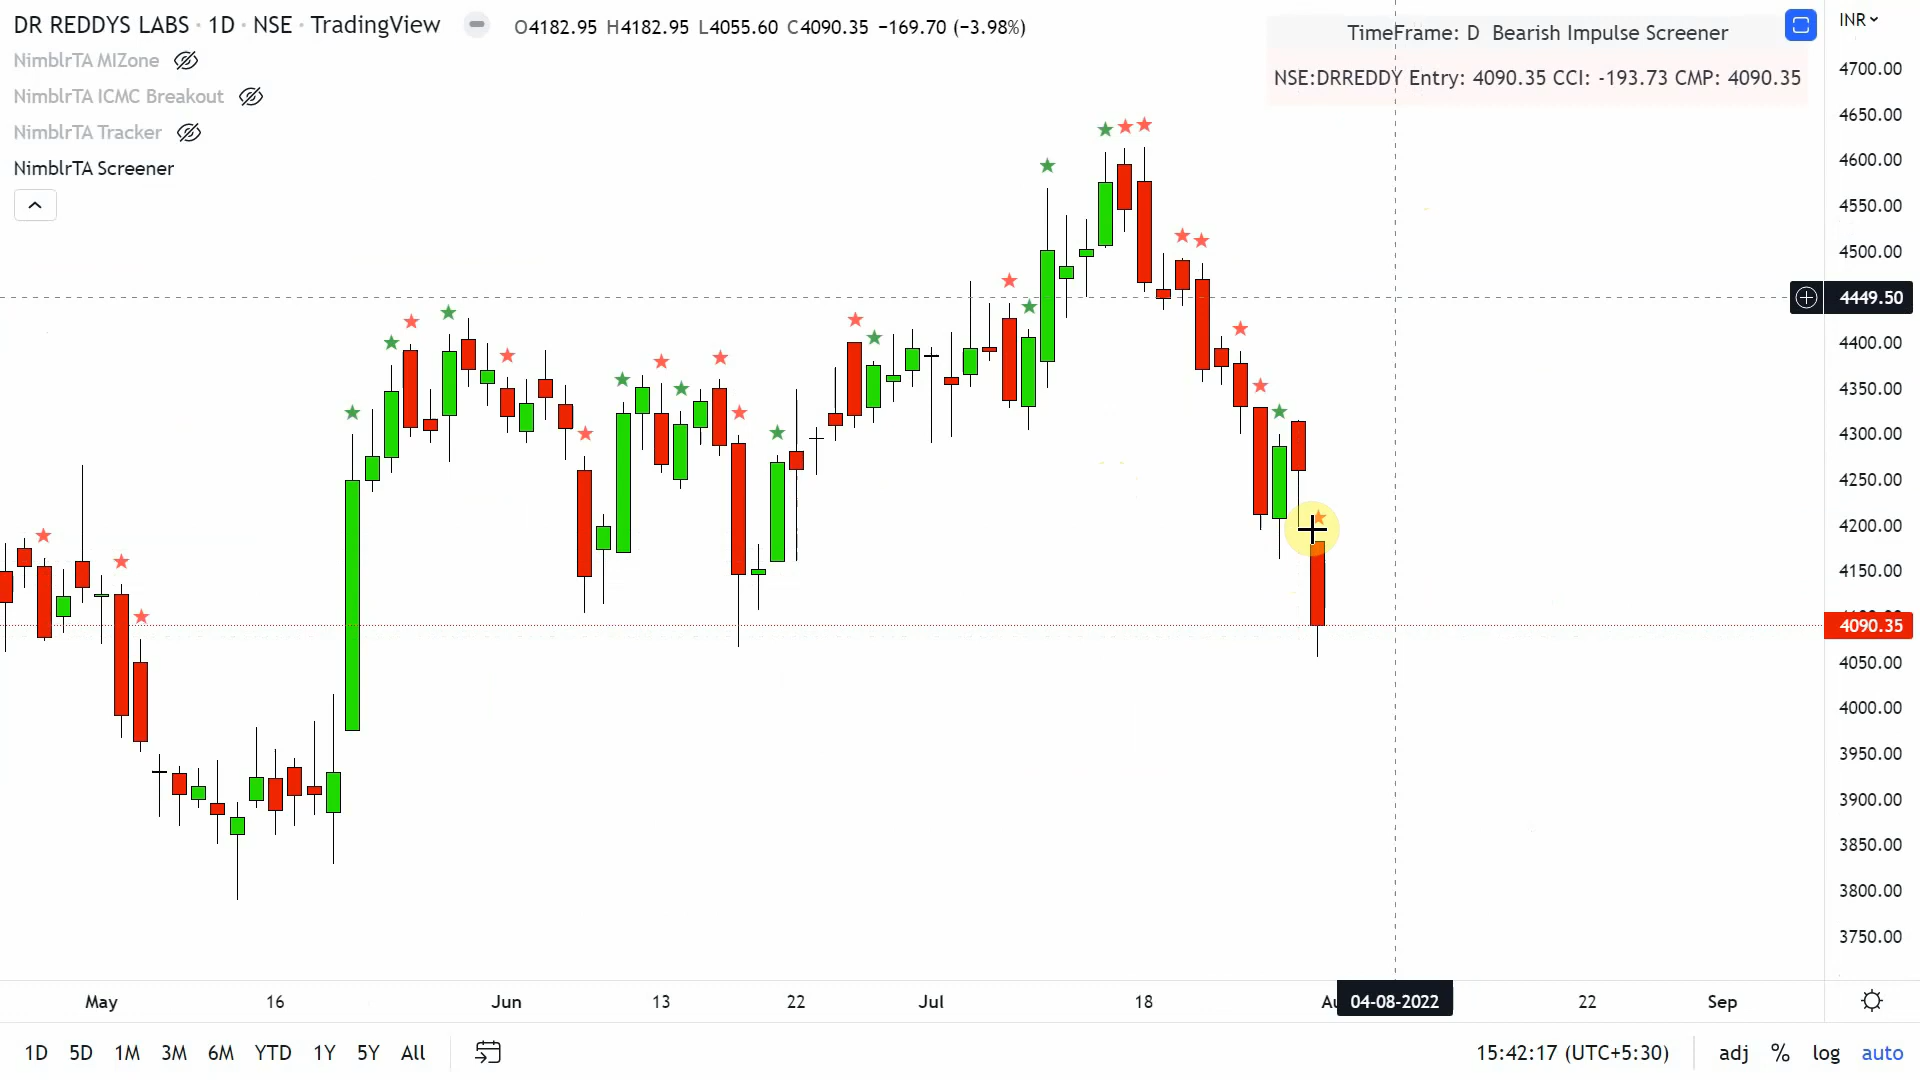 DR REDDYS LABS · 1D · NSE · TradingView O4182.95 H4182.95 L4055.60 C4090.35 −169.70 (−3.98%)
NimblrTA MIZone
NimblrTA ICMC Breakout
NimblrTA Tracker
NimblrTA Screener
TimeFrame: D Bearish Impulse Screener
NSE:DRREDDY Entry: 4090.35 CCI: -193.73 CMP: 4090.35
INR
4700.00
4650.00
4600.00
4550.00
4500.00
4449.50
4400.00
4350.00
4300.00
4250.00
4200.00
4150.00
4090.35
4050.00
4000.00
3950.00
3900.00
3850.00
3800.00
3750.00
May 16 Jun 13 22 Jul 18 04-08-2022 22 Sep
1D 5D 1M 3M 6M YTD 1Y 5Y All 15:42:17 (UTC+5:30) adj % log auto